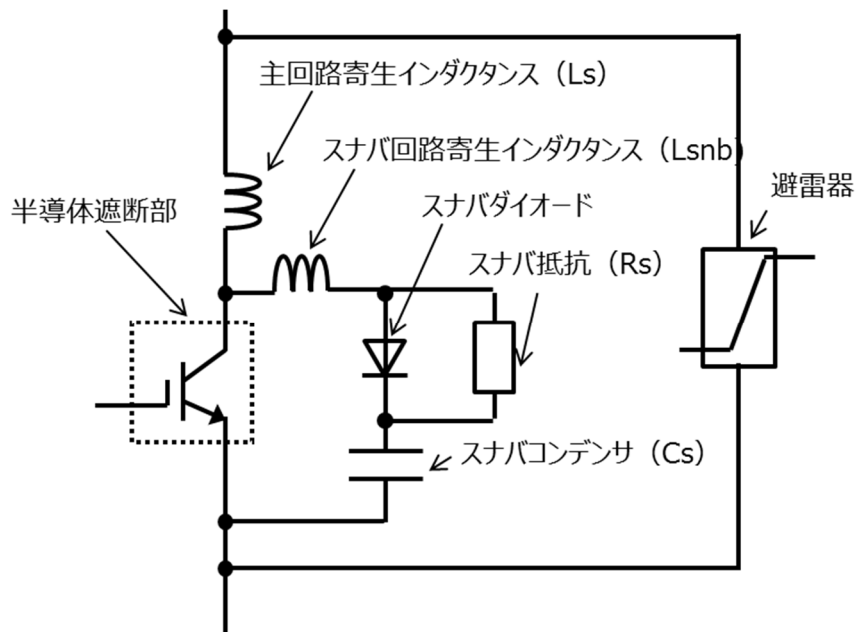 主回路寄生インダクタンス（Ls）
スナバ回路寄生インダクタンス（Lsnb）
半導体遮断部
スナバダイオード
避雷器
スナバ抵抗（Rs）
スナバコンデンサ（Cs）